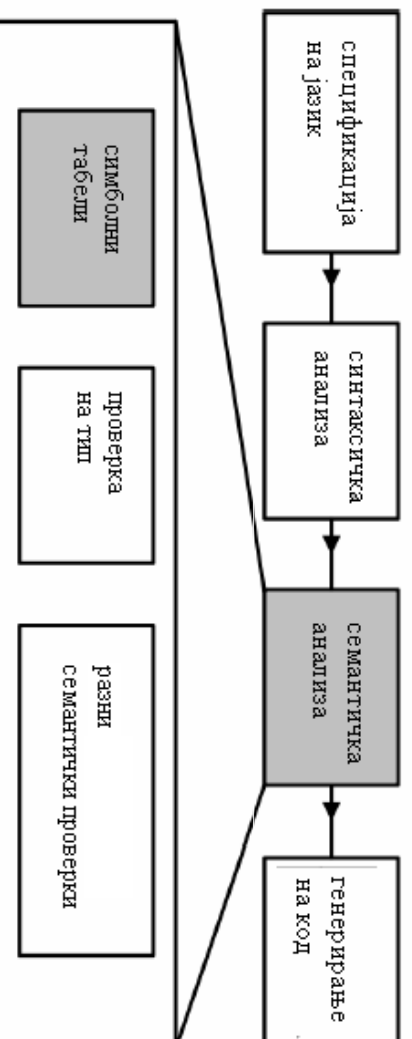 спецификација
на јазик
синтаксичка
анализа
семантичка
анализа
генерирање
на код
симболни
табели
проверка
на тип
разни
семантички проверки